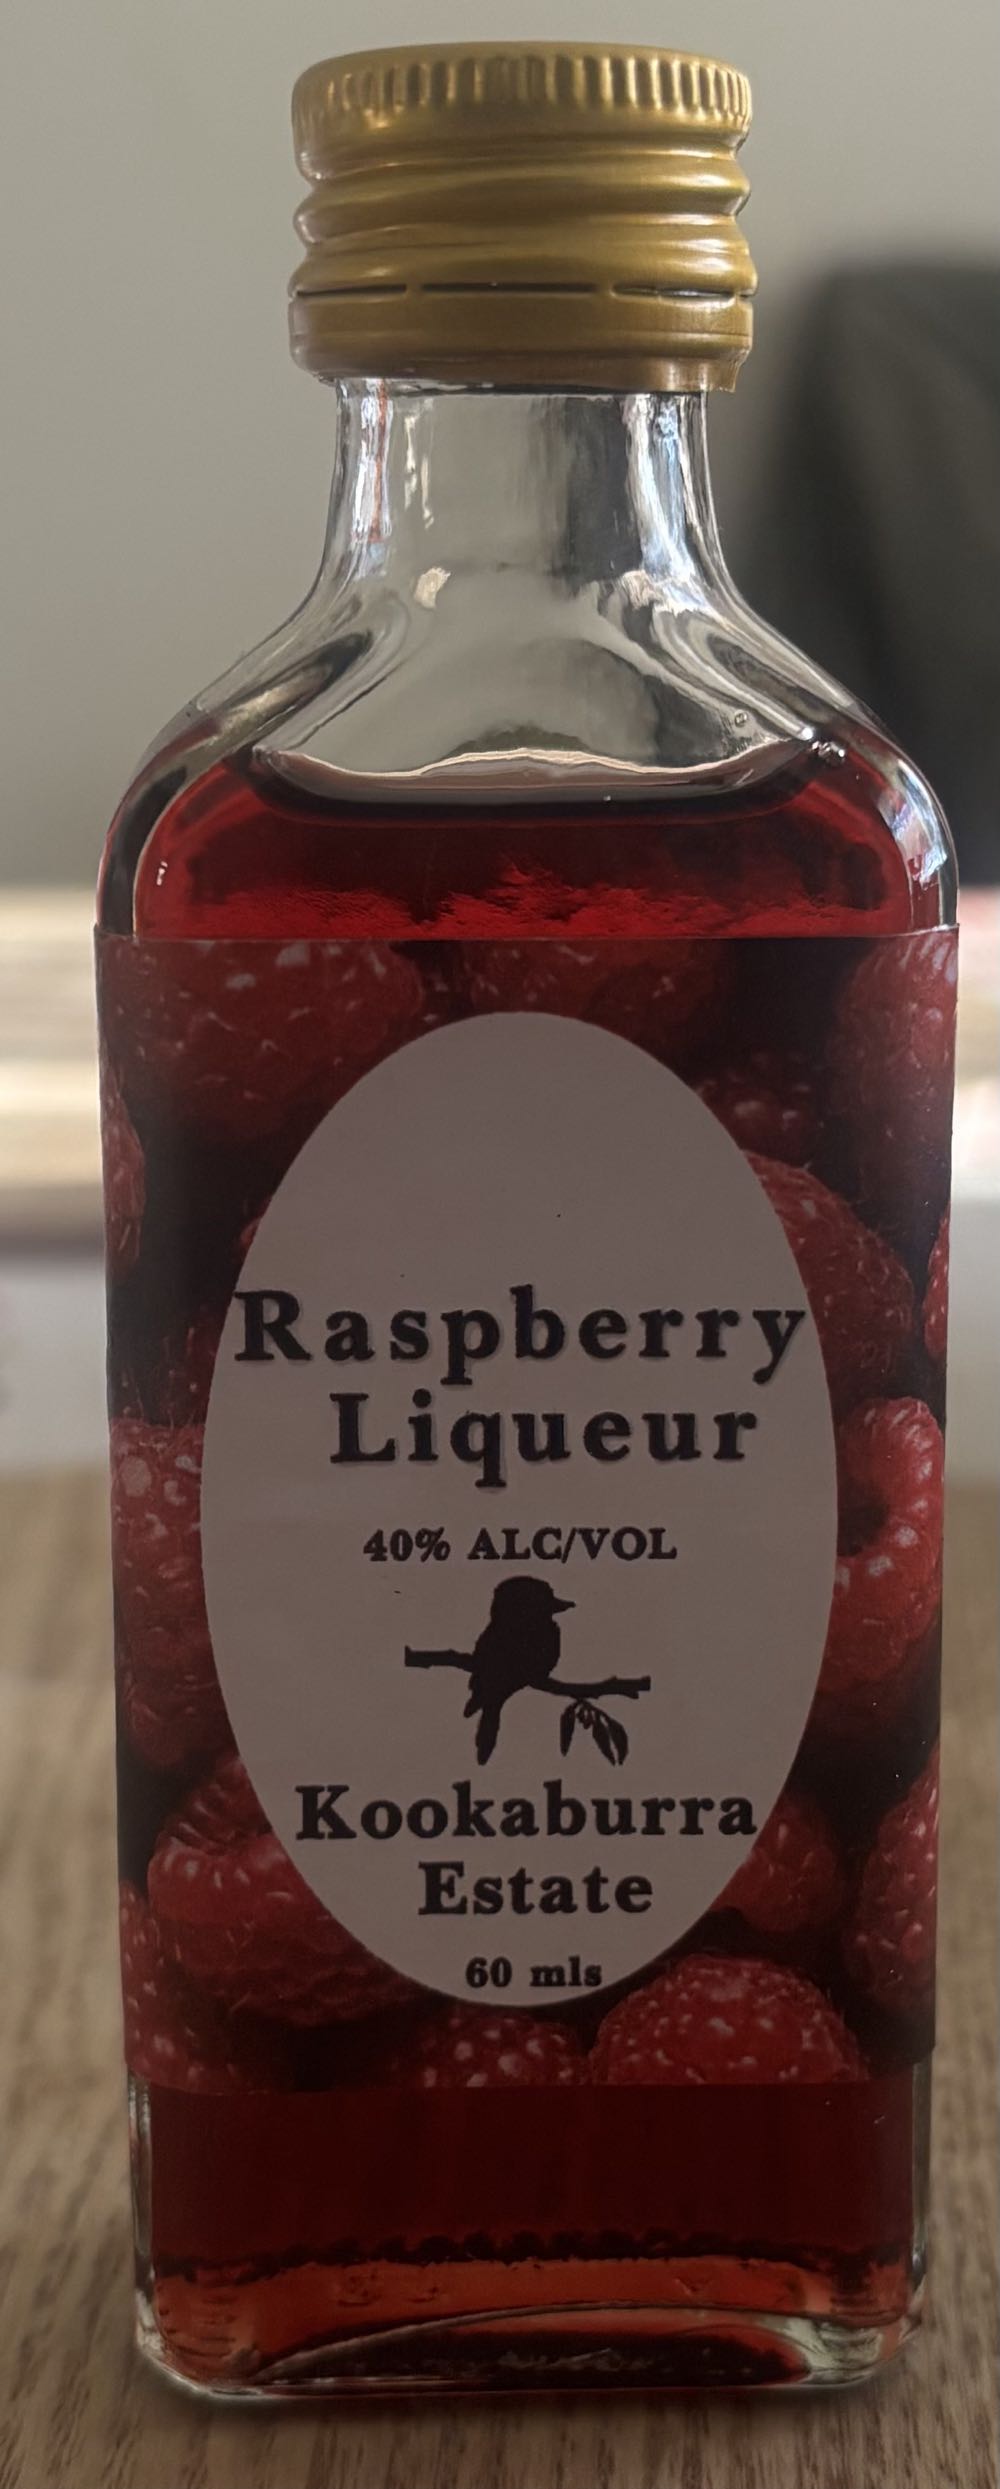 Raspberry
Liqueur
40% ALC/VOL
Kookaburra
Estate
60 mls